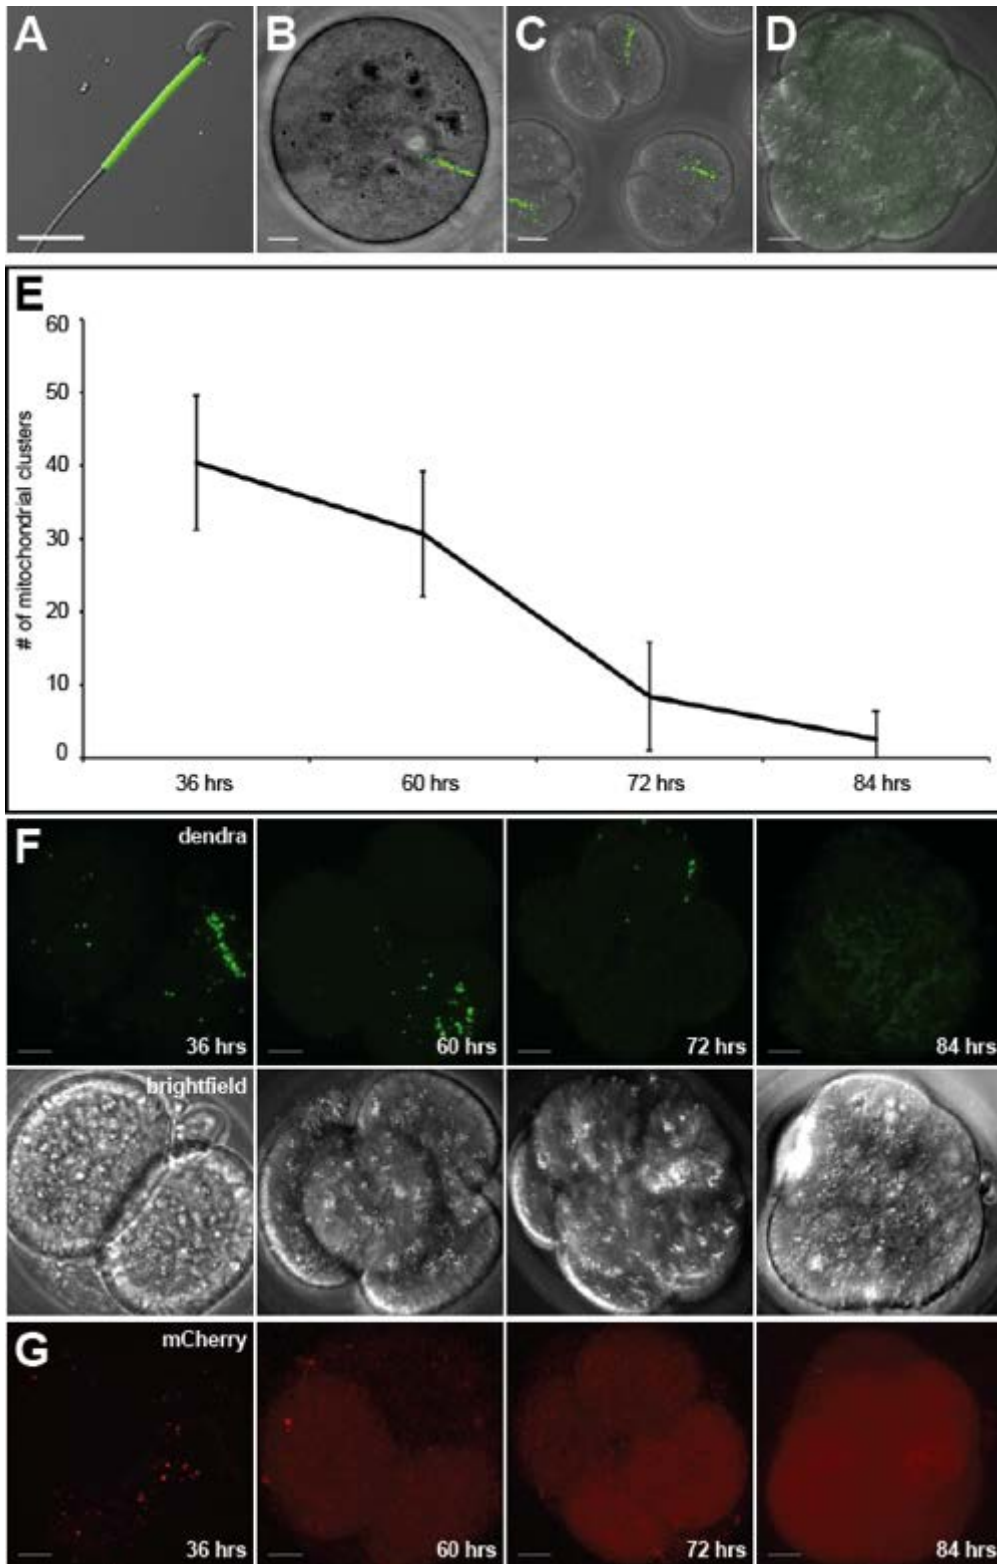 A B C D
E
60
50
40
30
20
10
0
# of mitochondrial clusters
36 hrs 60 hrs 72 hrs 84 hrs
F dendra
36 hrs 60 hrs 72 hrs 84 hrs
brightfield
G mCherry
36 hrs 60 hrs 72 hrs 84 hrs